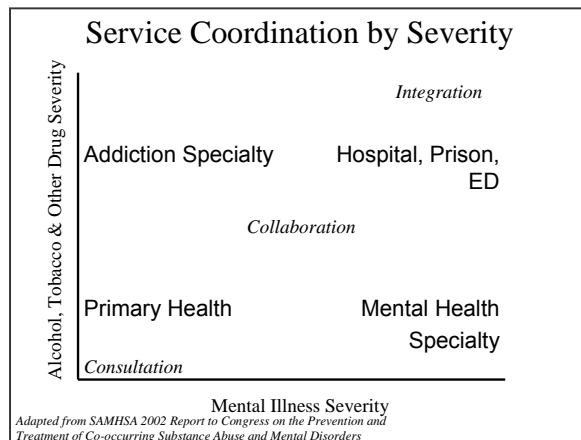 Service Coordination by Severity
Alcohol, Tobacco & Other Drug Severity
Integration
Addiction Specialty
Hospital, Prison,
ED
Collaboration
Primary Health
Mental Health
Specialty
Consultation
Mental Illness Severity
Adapted from SAMHSA 2002 Report to Congress on the Prevention and
Treatment of Co-occurring Substance Abuse and Mental Disorders